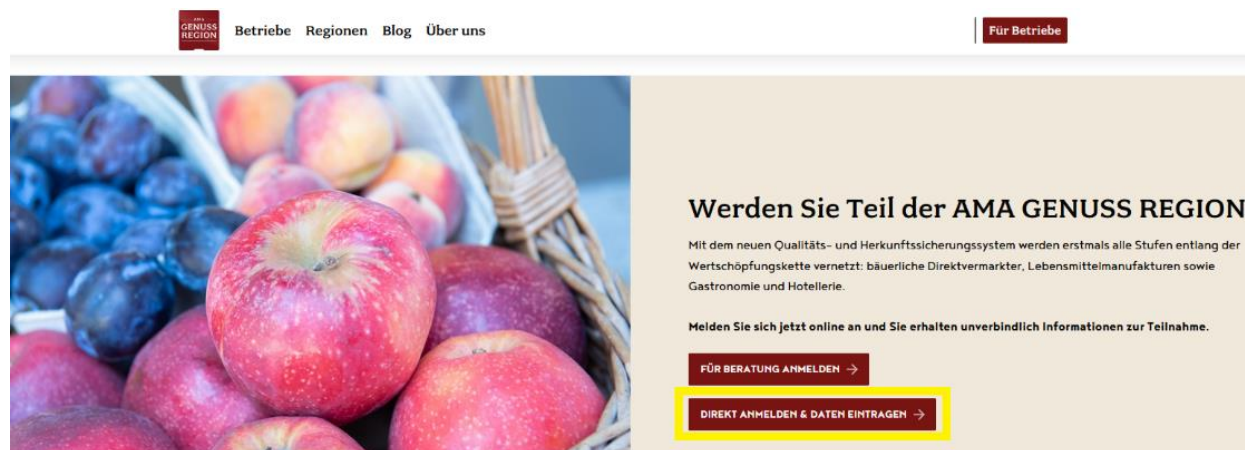 AMA
GENUSS
REGION
Betriebe Regionen Blog Über uns
Für Betriebe
Werden Sie Teil der AMA GENUSS REGION
Mit dem neuen Qualitäts- und Herkunftssicherungssystem werden erstmals alle Stufen entlang der
Wertschöpfungskette vernetzt: bäuerliche Direktvermarkter, Lebensmittelmanufakturen sowie
Gastronomie und Hotellerie.
Melden Sie sich jetzt online an und Sie erhalten unverbindlich Informationen zur Teilnahme.
FÜR BERATUNG ANMELDEN →
DIREKT ANMELDEN & DATEN EINTRAGEN →